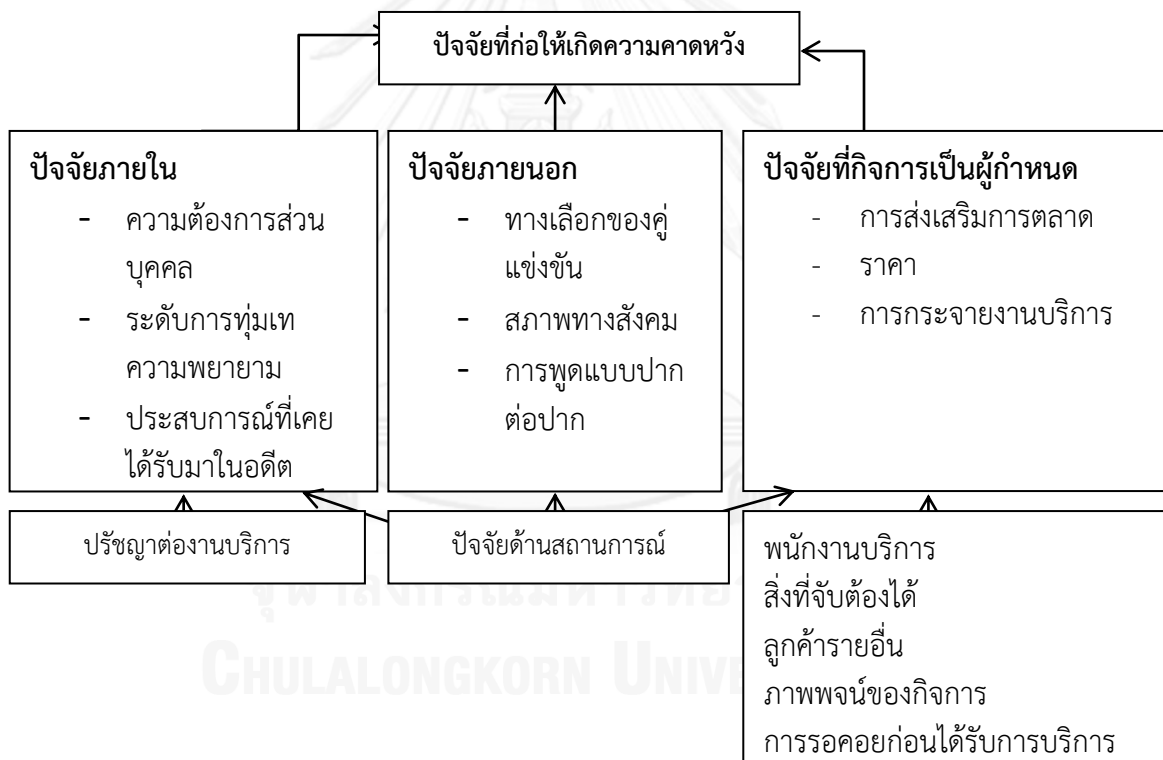 ปัจจัยที่ก่อให้เกิดความคาดหวัง
ปัจจัยภายใน
- ความต้องการส่วน
บุคคล
- ระดับการทุ่มเท
ความพยายาม
- ประสบการณ์ที่เคย
ได้รับมาในอดีต
ปัจจัยภายนอก
- ทางเลือกของคู่
แข่งขัน
- สภาพทางสังคม
- การพูดแบบปาก
ต่อปาก
ปัจจัยที่กิจการเป็นผู้กำหนด
- การส่งเสริมการตลาด
- ราคา
- การกระจายงานบริการ
ปรัชญาต่องานบริการ
ปัจจัยด้านสถานการณ์
พนักงานบริการ
สิ่งที่จับต้องได้
ลูกค้ารายอื่น
ภาพพจน์ของกิจการ
การรอคอยก่อนได้รับการบริการ
CHULALONGKORN